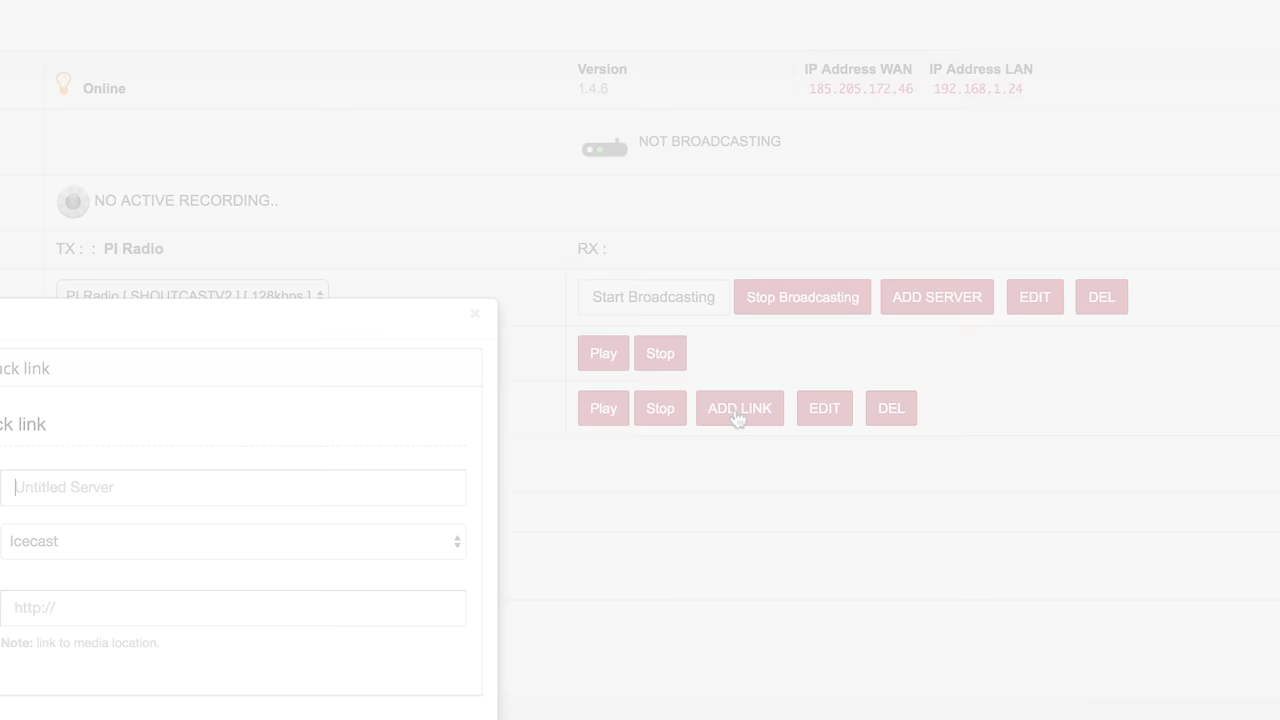 Version
IP Address WAN
IP Address LAN
Online
1.4.6
185.205.172.46
192.168.1.24
NOT BROADCASTING
NO ACTIVE RECORDING..
TX : : PI Radio
RX :
PI Radio [ SHOUTCASTV2 ] [ 128kbps ]
Start Broadcasting
Stop Broadcasting
ADD SERVER
EDIT
DEL
Play
Stop
ack link
Play
Stop
ADD LINK
EDIT
DEL
ck link
Untitled Server
Icecast
http://
Note: link to media location.